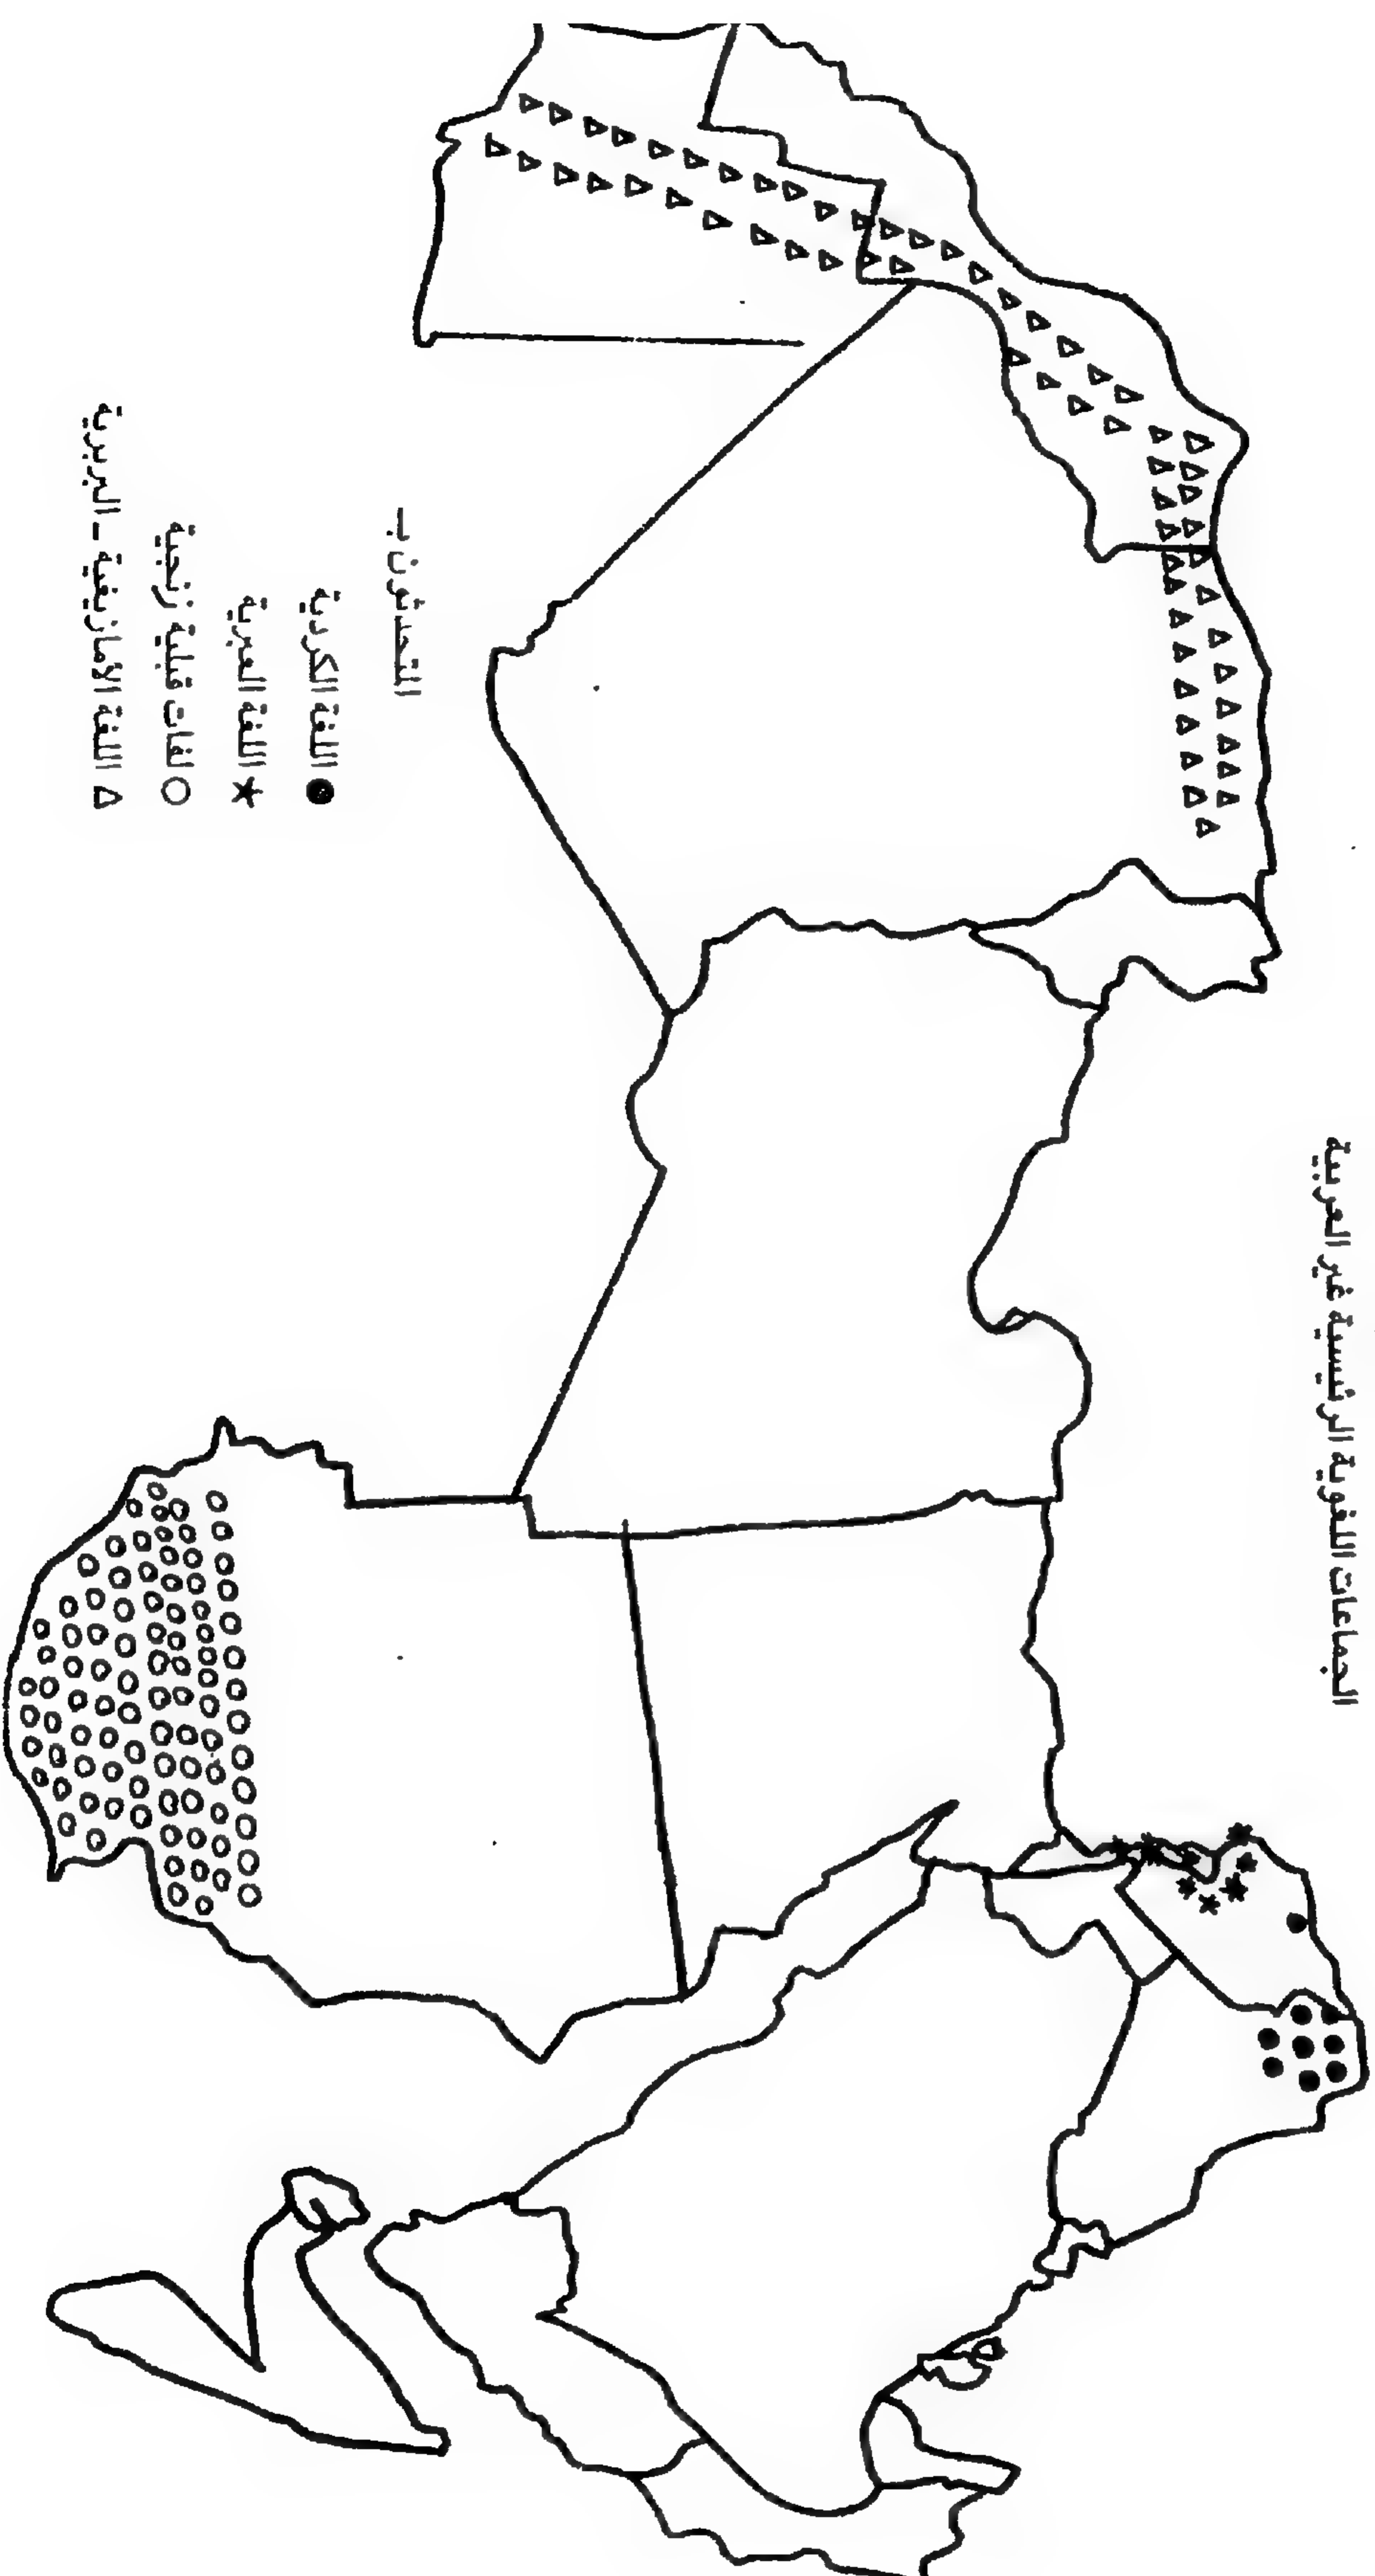 الجماعات اللغوية الرئيسية غير العربية
المتحدثون بـ
● اللغة الكردية
★ اللغة العبرية
○ لغات قبلية زنجية
△ اللغة الأمازيغية ـ البربرية